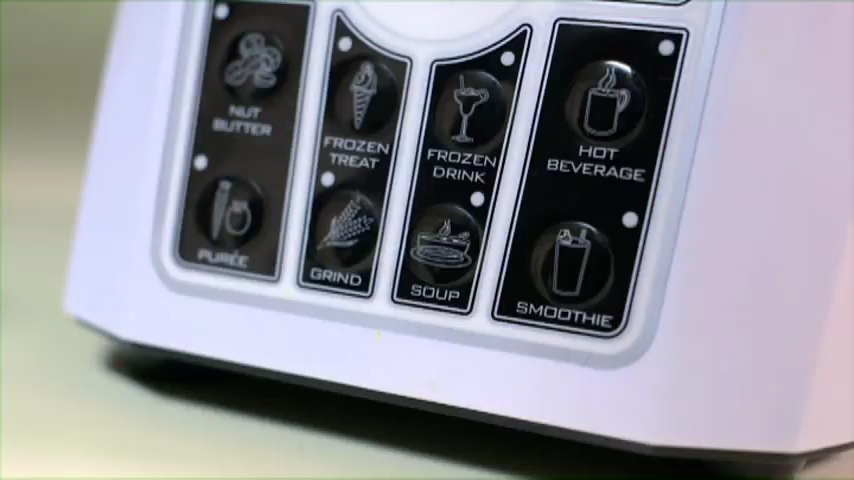 NUT
BUTTER
FROZEN
TREAT
FROZEN
DRINK
HOT
BEVERAGE
PURÉE
GRIND
SOUP
SMOOTHIE